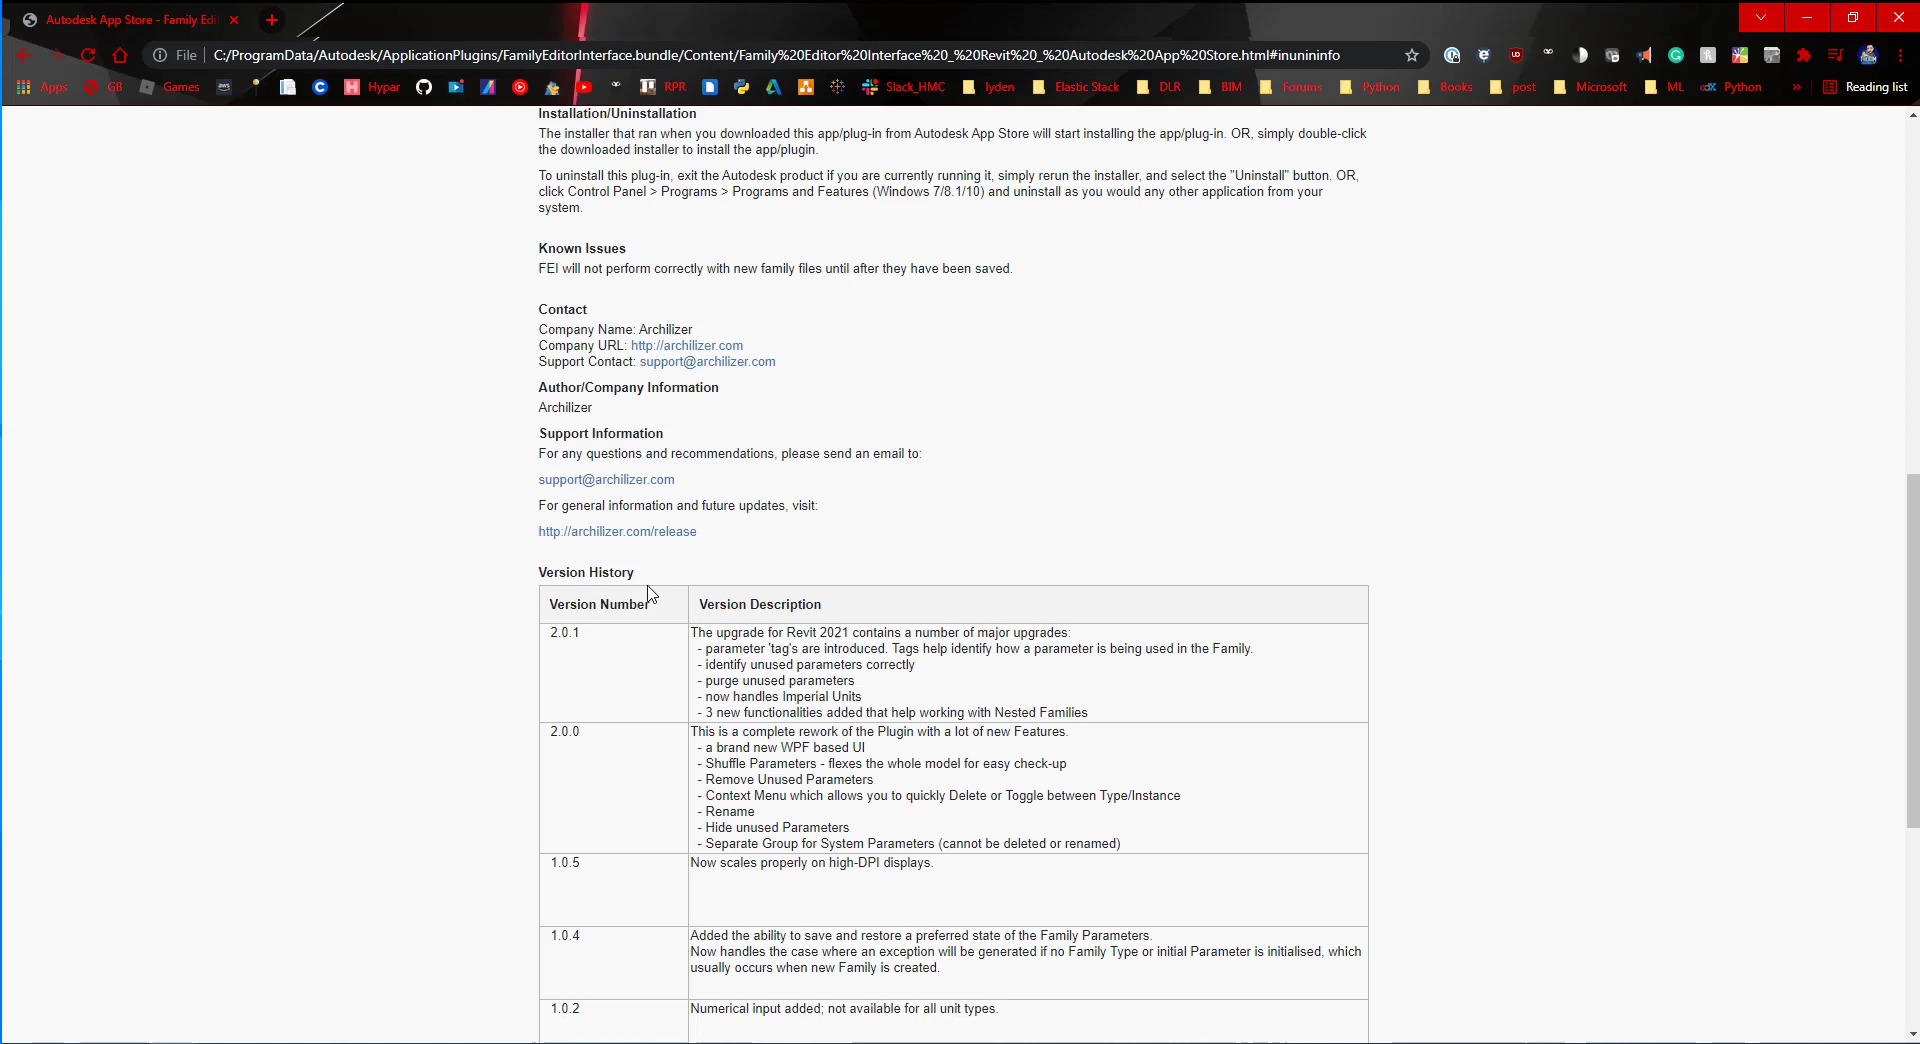 Autodesk App Store - Family Edi
File
C:/ProgramData/Autodesk/ApplicationPlugins/FamilyEditorInterface.bundle/Content/Family%20Editor%20Interface%20_%20Revit%20_%20Autodesk%20App%20Store.html#inunininfo
Apps GB Games aws Hypar RPR Slack_HMC lyden Elastic Stack DLR BIM Forums Python Books post Microsoft ML Python » Reading list
Installation/Uninstallation
The installer that ran when you downloaded this app/plug-in from Autodesk App Store will start installing the app/plug-in. OR, simply double-click
the downloaded installer to install the app/plugin.
To uninstall this plug-in, exit the Autodesk product if you are currently running it, simply rerun the installer, and select the "Uninstall" button. OR,
click Control Panel > Programs > Programs and Features (Windows 7/8.1/10) and uninstall as you would any other application from your
system.
Known Issues
FEI will not perform correctly with new family files until after they have been saved.
Contact
Company Name: Archilizer
Company URL: http://archilizer.com
Support Contact: support@archilizer.com
Author/Company Information
Archilizer
Support Information
For any questions and recommendations, please send an email to:
support@archilizer.com
For general information and future updates, visit:
http://archilizer.com/release
Version History
Version Number Version Description
2.0.1 The upgrade for Revit 2021 contains a number of major upgrades:
- parameter 'tag's are introduced. Tags help identify how a parameter is being used in the Family.
- identify unused parameters correctly
- purge unused parameters
- now handles Imperial Units
- 3 new functionalities added that help working with Nested Families
2.0.0 This is a complete rework of the Plugin with a lot of new Features.
- a brand new WPF based UI
- Shuffle Parameters - flexes the whole model for easy check-up
- Remove Unused Parameters
- Context Menu which allows you to quickly Delete or Toggle between Type/Instance
- Rename
- Hide unused Parameters
- Separate Group for System Parameters (cannot be deleted or renamed)
1.0.5 Now scales properly on high-DPI displays.
1.0.4 Added the ability to save and restore a preferred state of the Family Parameters.
Now handles the case where an exception will be generated if no Family Type or initial Parameter is initialised, which
usually occurs when new Family is created.
1.0.2 Numerical input added; not available for all unit types.